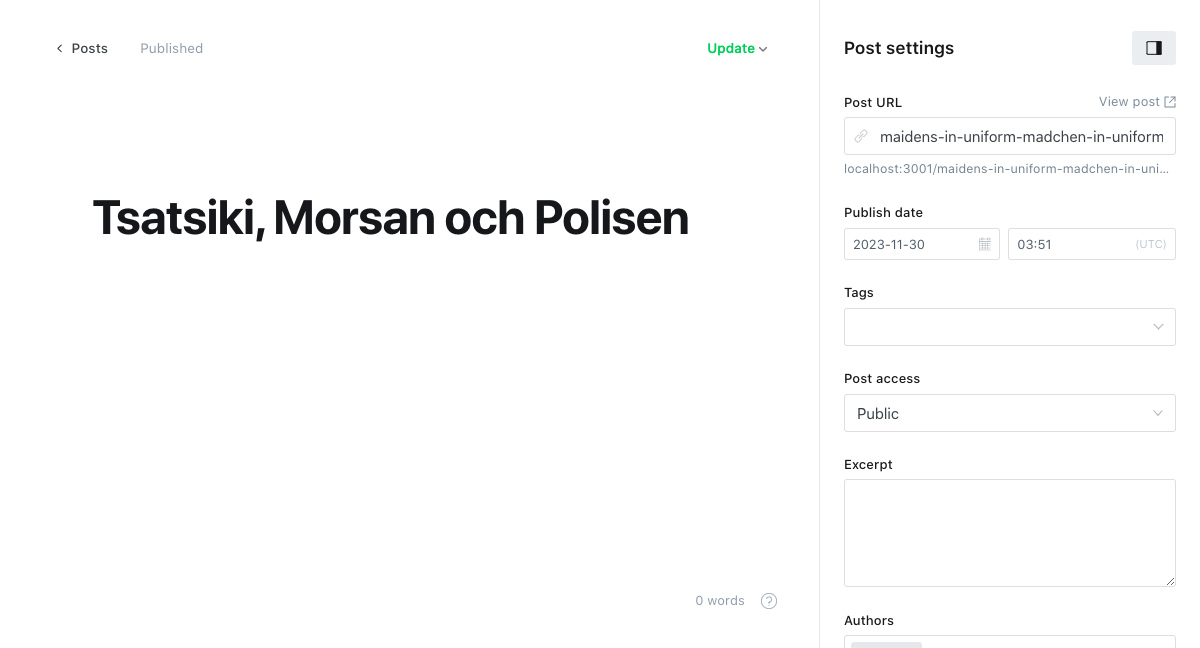 Posts
Published
Update
Tsatsiki, Morsan och Polisen
0 words
?
Post settings
Post URL
View post
maidens-in-uniform-madchen-in-uniform
localhost:3001/maidens-in-uniform-madchen-in-uni...
Publish date
2023-11-30
03:51
(UTC)
Tags
Post access
Public
Excerpt
Authors